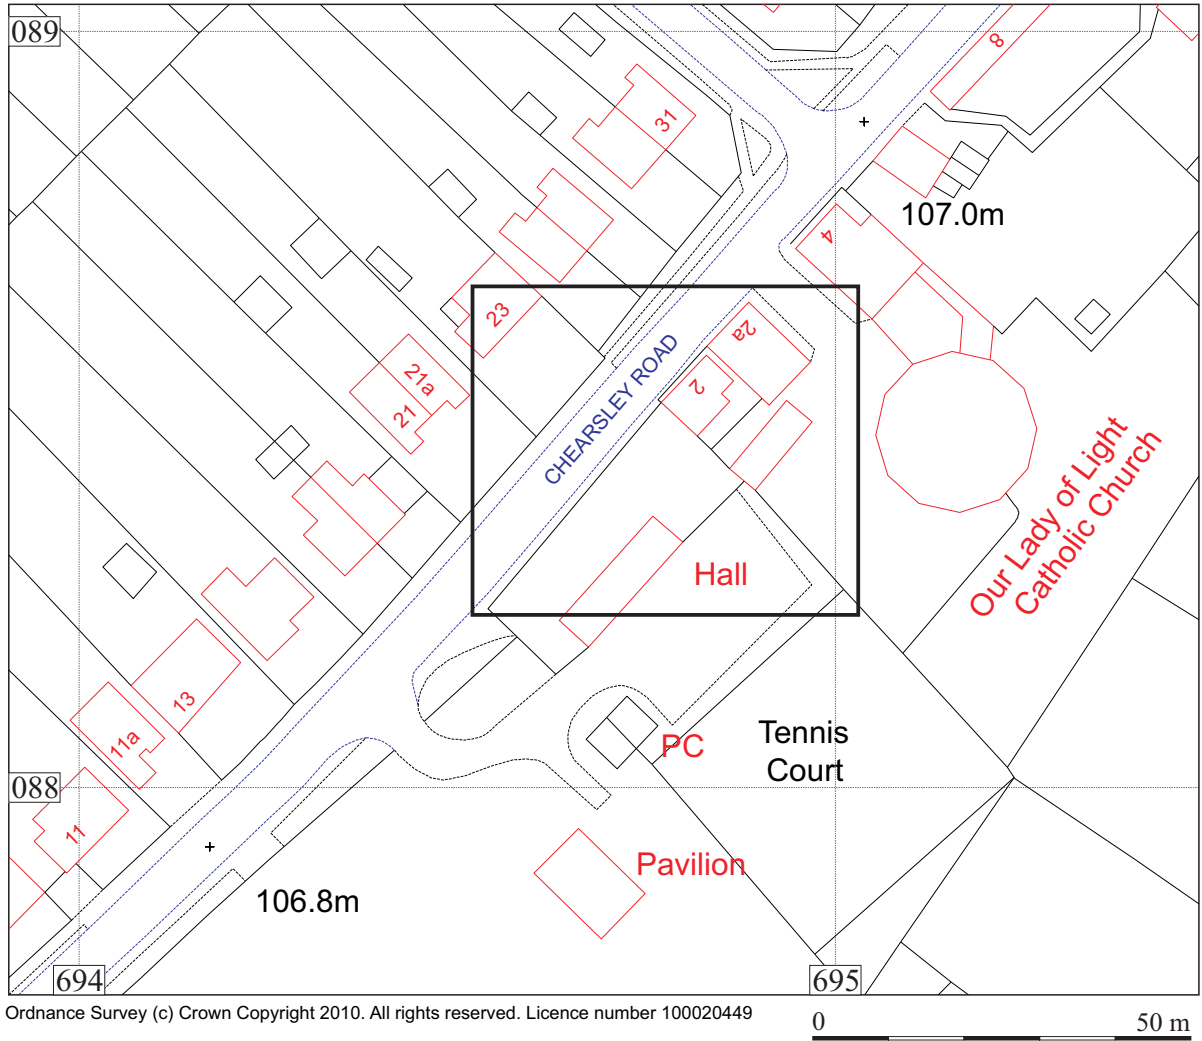 089
8
31
107.0m
4
23
2a
CHEARSLEY ROAD
21a
2
21
Our Lady of Light
Catholic Church
Hall
13
11a
PC
Tennis
Court
088
11
Pavilion
106.8m
694
695
Ordnance Survey (c) Crown Copyright 2010. All rights reserved. Licence number 100020449
0
50 m